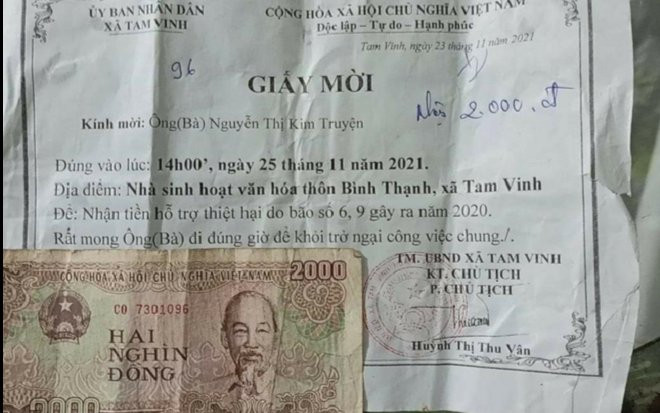 ỦY BAN NHÂN DÂN
XÃ TAM VINH
CỘNG HÒA XÃ HỘI CHỦ NGHĨA VIỆT NAM
Độc lập – Tự do – Hạnh phúc
Tam Vinh, ngày 23 tháng 11 năm 2021
96
GIẤY MỜI
Nhận 2.000.đ
Kính mời: Ông(Bà) Nguyễn Thị Kim Truyện
Đúng vào lúc: 14h00’, ngày 25 tháng 11 năm 2021.
Địa điểm: Nhà sinh hoạt văn hóa thôn Bình Thạnh, xã Tam Vinh
Đề: Nhận tiền hỗ trợ thiệt hại do bão số 6, 9 gây ra năm 2020.
Rất mong Ông(Bà) đi đúng giờ để khỏi trở ngại công việc chung./.
TM. UBND XÃ TAM VINH
KT. CHỦ TỊCH
P. CHỦ TỊCH
Huỳnh Thị Thu Vân
CỘNG HÒA XÃ HỘI CHỦ NGHĨA VIỆT NAM
2000
CO 7301096
HAI
NGHÌN
ĐỒNG
2000